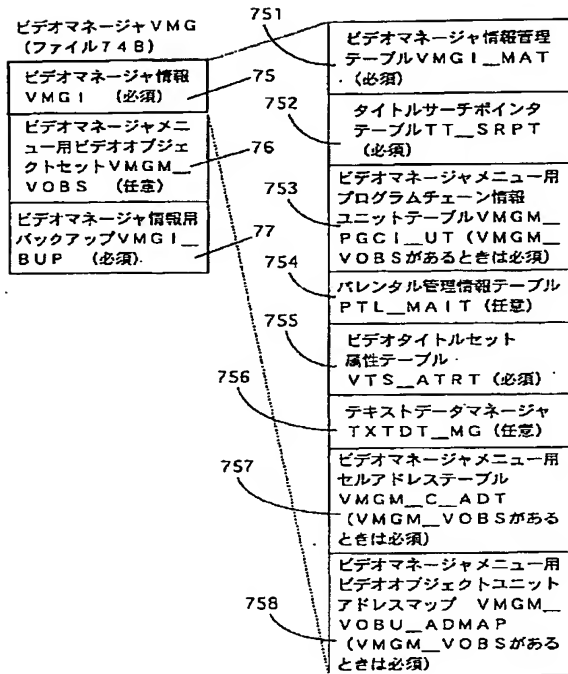 ビデオマネージャVMG
(ファイル74B)
ビデオマネージャ情報
VMGI (必須)
75
ビデオマネージャメニ
ュー用ビデオオブジェ
クトセットVMGM__
VOBS (任意)
76
ビデオマネージャ情報用
バックアップVMGI__
BUP (必須)
77
751
ビデオマネージャ情報管理
テーブルVMGI__MAT
(必須)
752
タイトルサーチポインタ
テーブルTT__SRPT
(必須)
753
ビデオマネージャメニュー用
プログラムチェーン情報
ユニットテーブルVMGM__
PGCI__UT (VMGM__
VOBSがあるときは必須)
754
パレンタル管理情報テーブル
PTL__MAIT (任意)
755
ビデオタイトルセット
属性テーブル
VTS__ATRT (必須)
756
テキストデータマネージャ
TXTDT__MG (任意)
757
ビデオマネージャメニュー用
セルアドレステーブル
VMGM__C__ADT
(VMGM__VOBSがある
ときは必須)
758
ビデオマネージャメニュー用
ビデオオブジェクトユニット
アドレスマップ VMGM__
VOBU__ADMAP
(VMGM__VOBSがある
ときは必須)